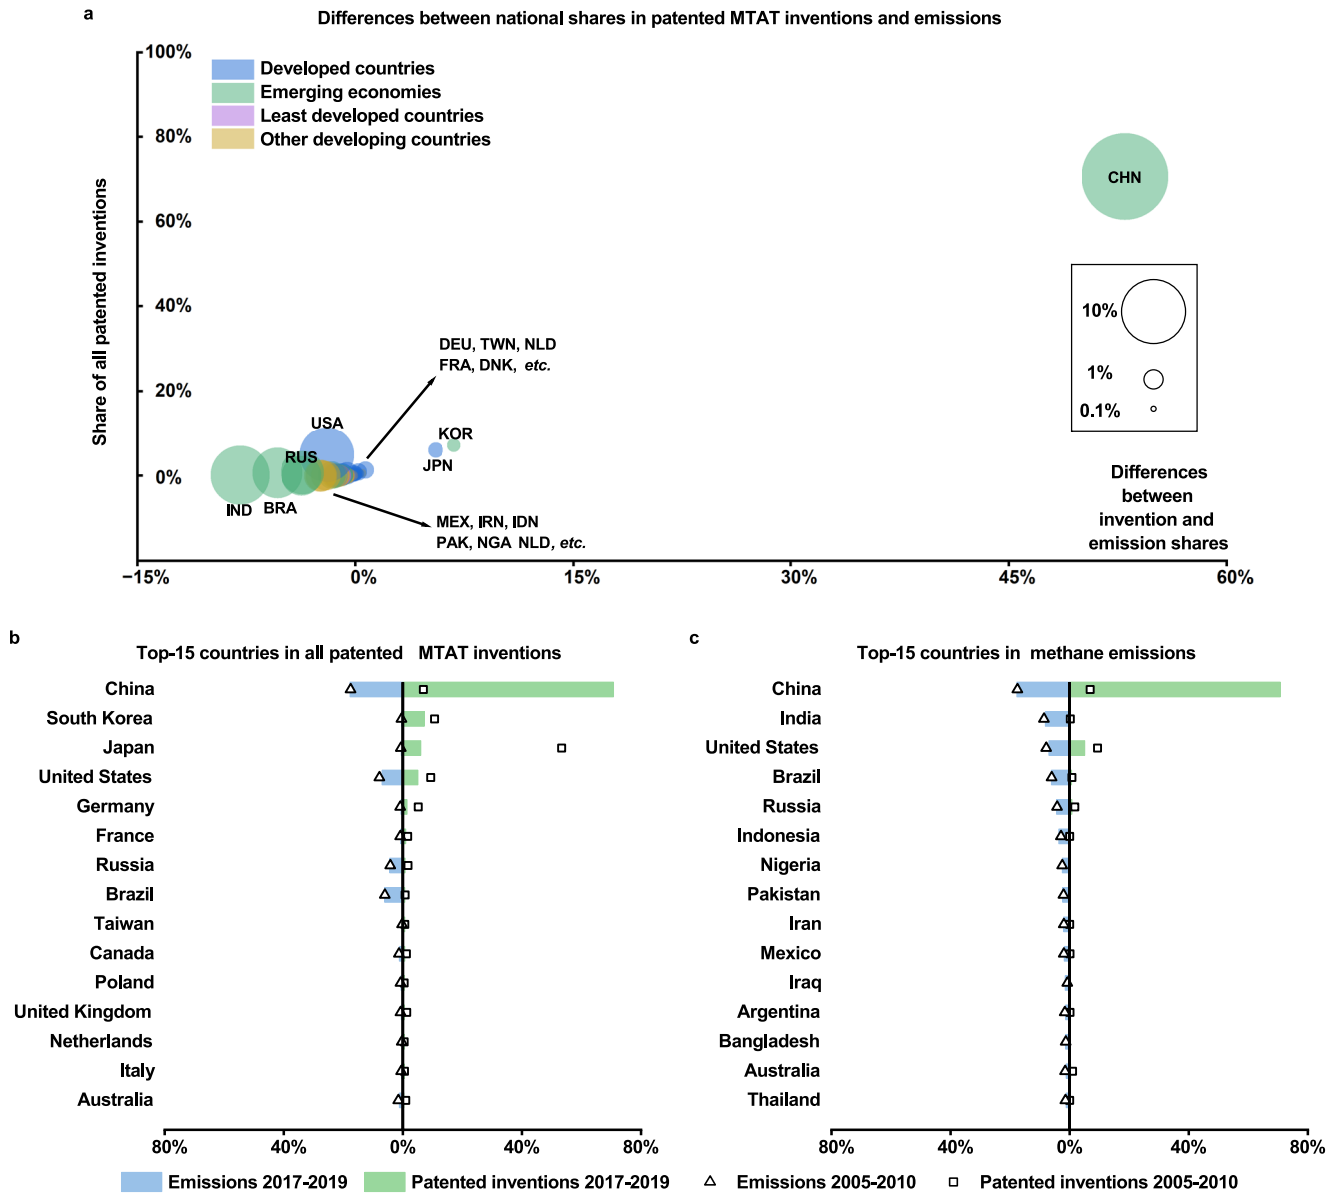 a
Differences between national shares in patented MTAT inventions and emissions
Share of all patented inventions
100%
80%
60%
40%
20%
0%
Developed countries
Emerging economies
Least developed countries
Other developing countries
CHN
10%
1%
0.1%
DEU, TWN, NLD
FRA, DNK, etc.
USA
KOR
RUS
JPN
IND
BRA
MEX, IRN, IDN
PAK, NGA NLD, etc.
Differences
between
invention and
emission shares
−15%
0%
15%
30%
45%
60%
b
Top-15 countries in all patented MTAT inventions
China
South Korea
Japan
United States
Germany
France
Russia
Brazil
Taiwan
Canada
Poland
United Kingdom
Netherlands
Italy
Australia
80%
40%
0%
40%
80%
c
Top-15 countries in methane emissions
China
India
United States
Brazil
Russia
Indonesia
Nigeria
Pakistan
Iran
Mexico
Iraq
Argentina
Bangladesh
Australia
Thailand
80%
40%
0%
40%
80%
Emissions 2017-2019
Patented inventions 2017-2019
Emissions 2005-2010
Patented inventions 2005-2010